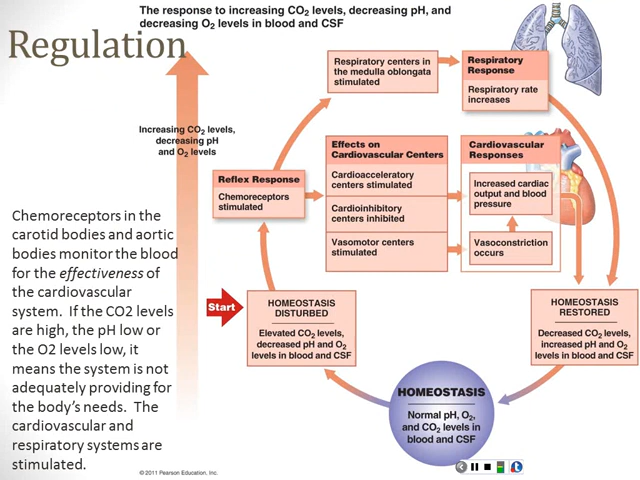 The response to increasing CO2 levels, decreasing pH, and
decreasing O2 levels in blood and CSF
Regulation
Increasing CO2 levels,
decreasing pH
and O2 levels
Respiratory centers in
the medulla oblongata
stimulated
Respiratory
Response
Respiratory rate
increases
Reflex Response
Chemoreceptors
stimulated
Effects on
Cardiovascular Centers
Cardioacceleratory
centers stimulated
Cardioinhibitory
centers inhibited
Vasomotor centers
stimulated
Cardiovascular
Responses
Increased cardiac
output and blood
pressure
Vasoconstriction
occurs
Chemoreceptors in the
carotid bodies and aortic
bodies monitor the blood
for the effectiveness of
the cardiovascular
system.  If the CO2 levels
are high, the pH low or
the O2 levels low, it
means the system is not
adequately providing for
the body's needs.  The
cardiovascular and
respiratory systems are
stimulated.
Start
HOMEOSTASIS
DISTURBED
Elevated CO2 levels,
decreased pH and O2
levels in blood and CSF
HOMEOSTASIS
RESTORED
Decreased CO2 levels,
increased pH and O2
levels in blood and CSF
HOMEOSTASIS
Normal pH, O2,
and CO2 levels in
blood and CSF
© 2011 Pearson Education, Inc.